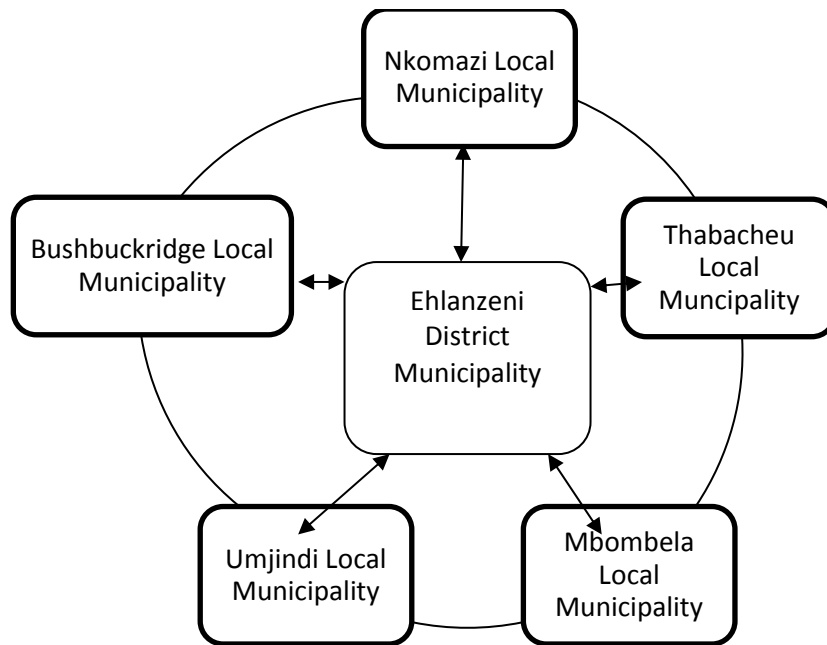 Nkomazi Local
Municipality
Bushbuckridge Local
Municipality
Thabacheu
Local
Muncipality
Ehlanzeni
District
Municipality
Umjindi Local
Municipality
Mbombela
Local
Municipality